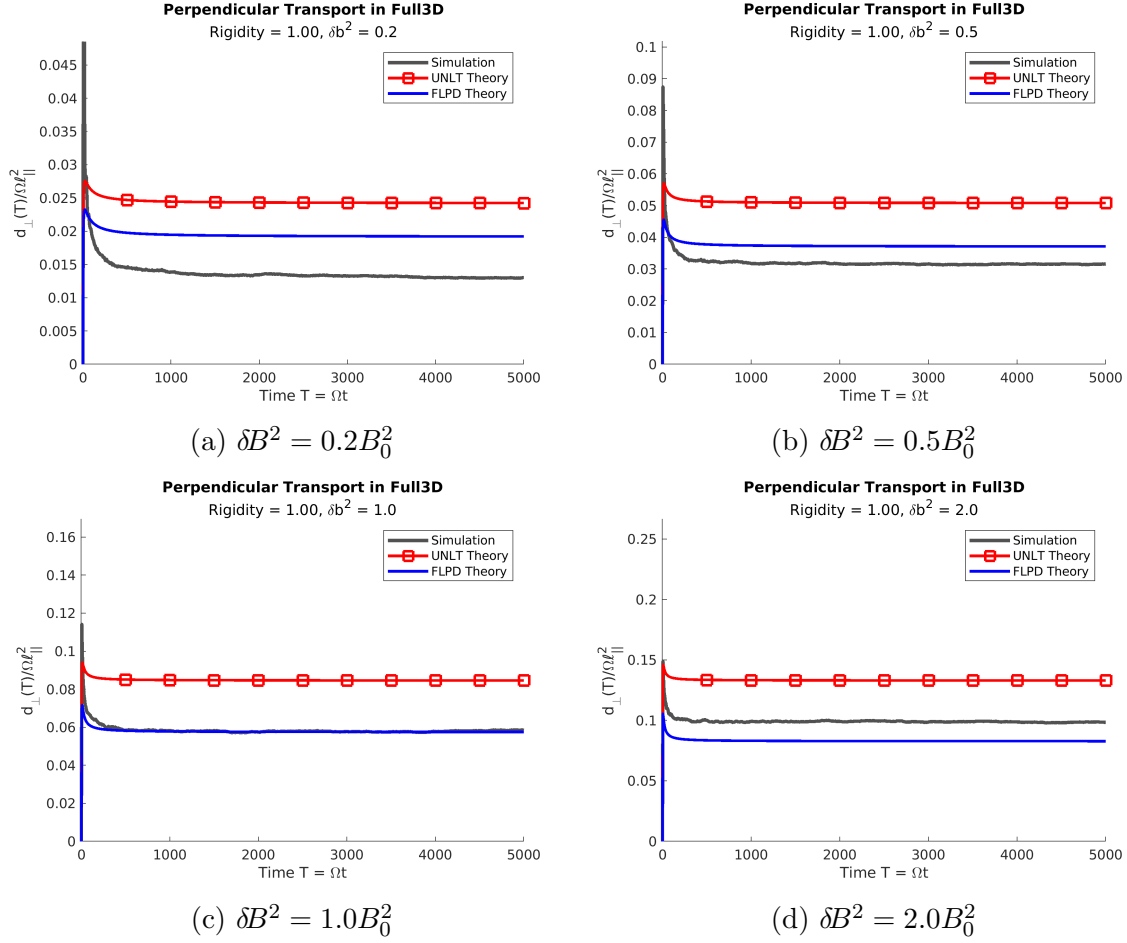 Perpendicular Transport in Full3D
Rigidity = 1.00, δb² = 0.2
Simulation
UNLT Theory
FLPD Theory
0.045
0.04
0.035
0.03
0.025
0.02
0.015
0.01
0.005
0
d⊥(T)/Ωℓ²||
0 1000 2000 3000 4000 5000
Time T = Ωt
(a) δB² = 0.2B₀²
Perpendicular Transport in Full3D
Rigidity = 1.00, δb² = 0.5
Simulation
UNLT Theory
FLPD Theory
0.1
0.09
0.08
0.07
0.06
0.05
0.04
0.03
0.02
0.01
0
d⊥(T)/Ωℓ²||
0 1000 2000 3000 4000 5000
Time T = Ωt
(b) δB² = 0.5B₀²
Perpendicular Transport in Full3D
Rigidity = 1.00, δb² = 1.0
Simulation
UNLT Theory
FLPD Theory
0.16
0.14
0.12
0.1
0.08
0.06
0.04
0.02
0
d⊥(T)/Ωℓ²||
0 1000 2000 3000 4000 5000
Time T = Ωt
(c) δB² = 1.0B₀²
Perpendicular Transport in Full3D
Rigidity = 1.00, δb² = 2.0
Simulation
UNLT Theory
FLPD Theory
0.25
0.2
0.15
0.1
0.05
0
d⊥(T)/Ωℓ²||
0 1000 2000 3000 4000 5000
Time T = Ωt
(d) δB² = 2.0B₀²